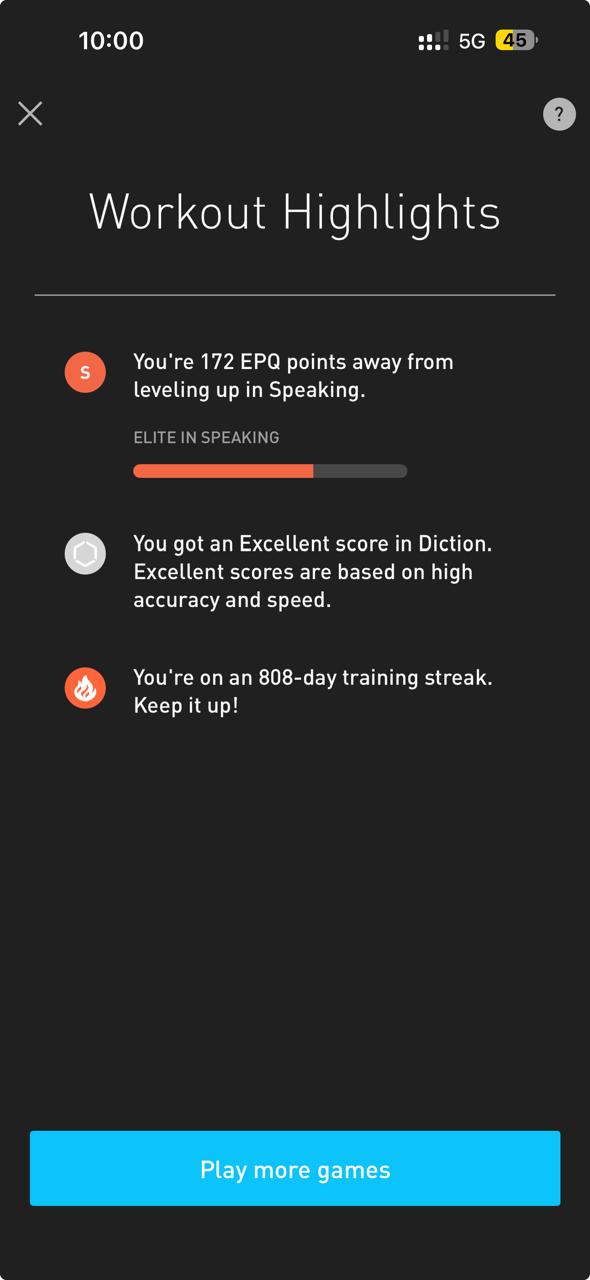 10:00
5G
45
?
Workout Highlights
S
You're 172 EPQ points away from
leveling up in Speaking.
ELITE IN SPEAKING
You got an Excellent score in Diction.
Excellent scores are based on high
accuracy and speed.
You're on an 808-day training streak.
Keep it up!
Play more games